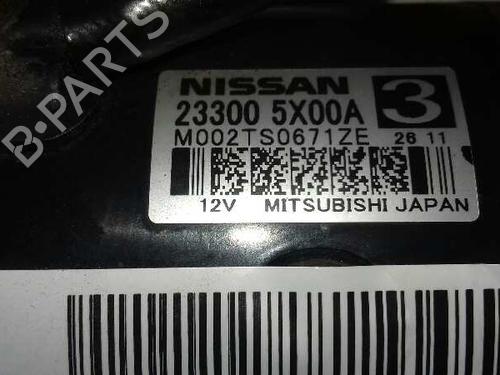 NISSAN 3
23300 5X00A
M002TS0671ZE 26 11
12V MITSUBISHI JAPAN
B-PARTS